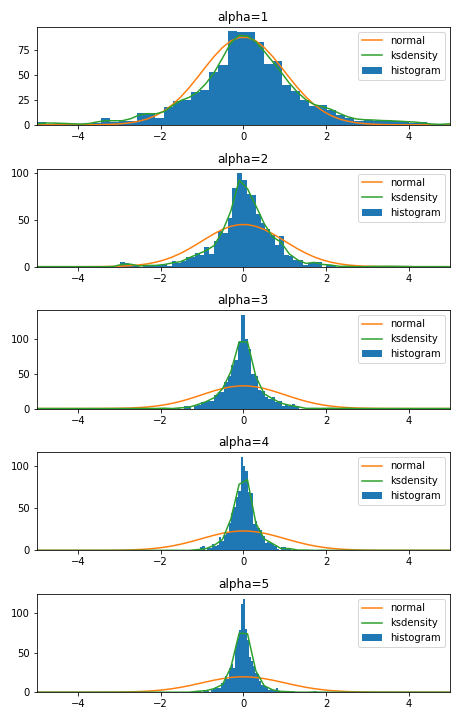 alpha=1
normal
ksdensity
histogram
75
50
25
0
−4 −2 0 2 4
alpha=2
normal
ksdensity
histogram
100
50
0
−4 −2 0 2 4
alpha=3
normal
ksdensity
histogram
100
50
0
−4 −2 0 2 4
alpha=4
normal
ksdensity
histogram
100
50
0
−4 −2 0 2 4
alpha=5
normal
ksdensity
histogram
100
50
0
−4 −2 0 2 4